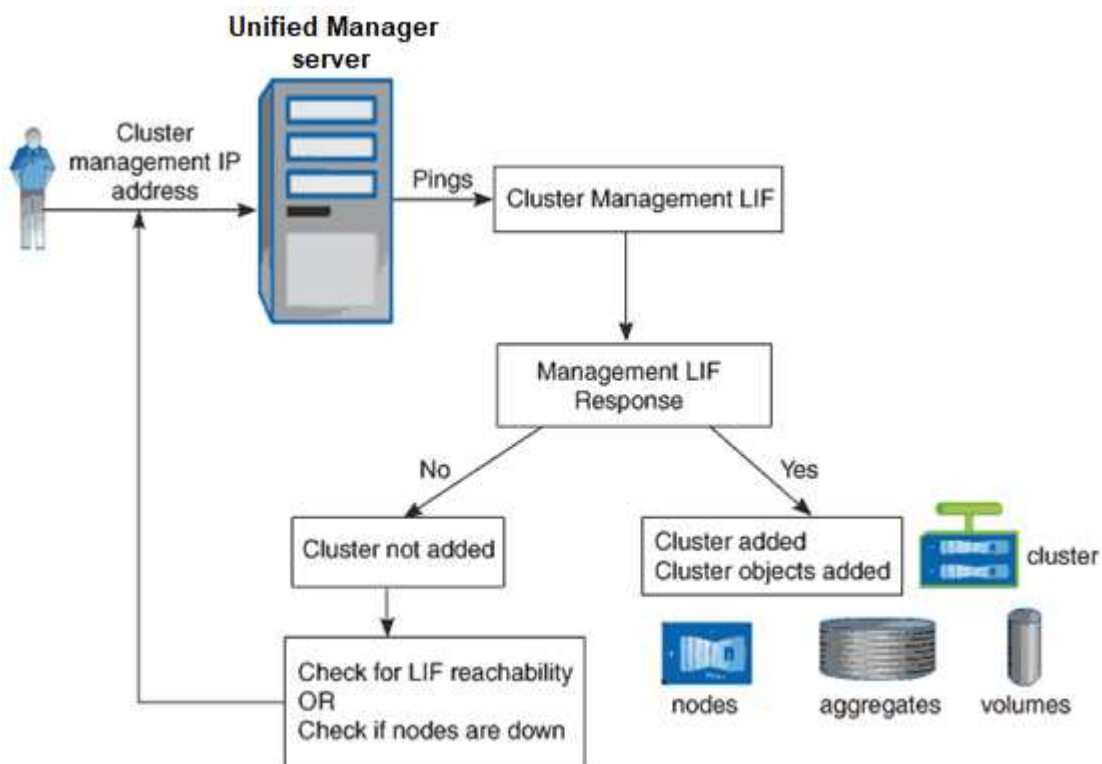 Unified Manager
server
Cluster
management IP
address
Pings
Cluster Management LIF
Management LIF
Response
No
Yes
Cluster not added
Cluster added
Cluster objects added
cluster
Check for LIF reachability
OR
Check if nodes are down
nodes
aggregates
volumes